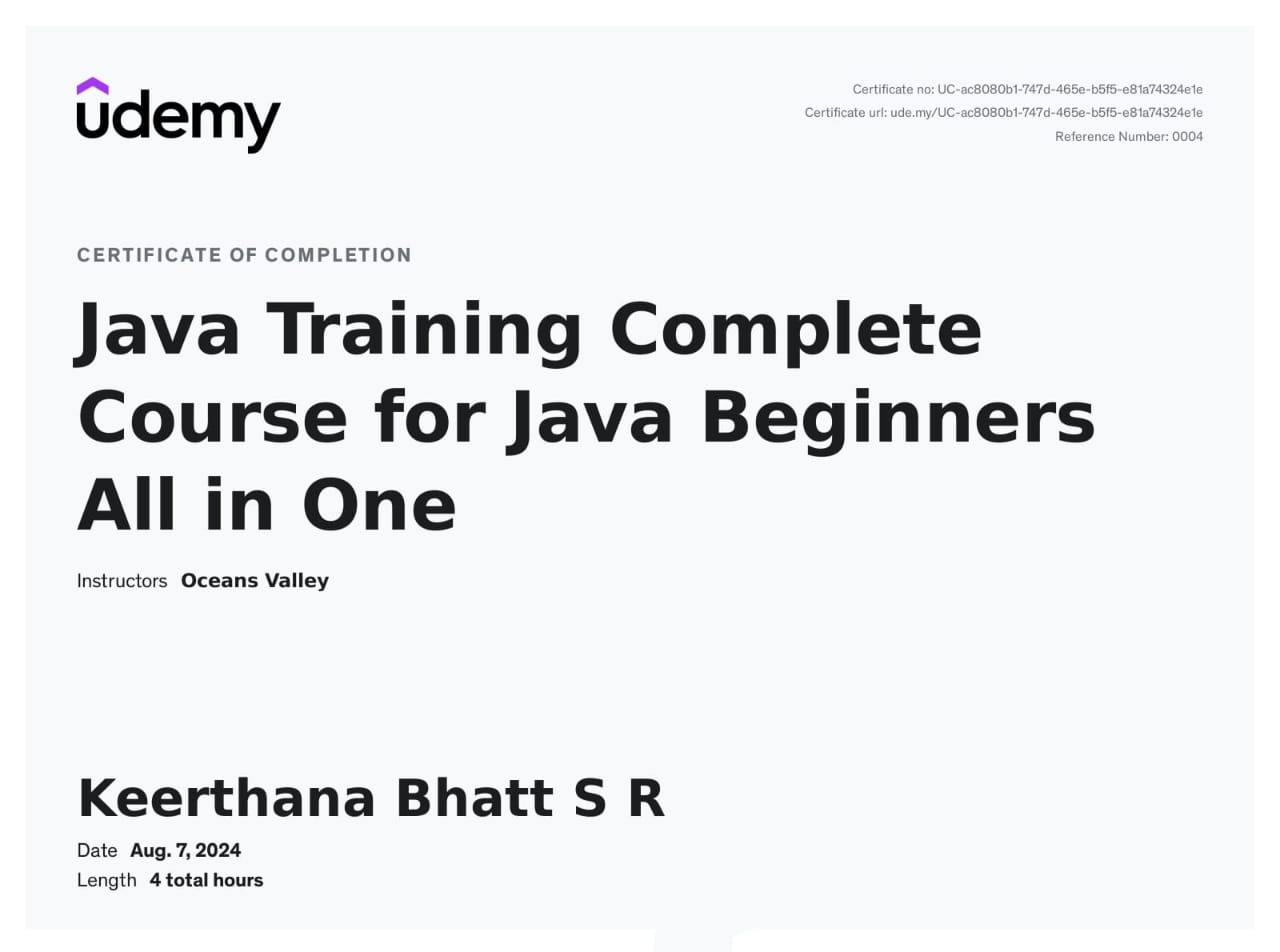 udemy
Certificate no: UC-ac8080b1-747d-465e-b5f5-e81a74324e1e
Certificate url: ude.my/UC-ac8080b1-747d-465e-b5f5-e81a74324e1e
Reference Number: 0004
CERTIFICATE OF COMPLETION
Java Training Complete
Course for Java Beginners
All in One
Instructors Oceans Valley
Keerthana Bhatt S R
Date Aug. 7, 2024
Length 4 total hours